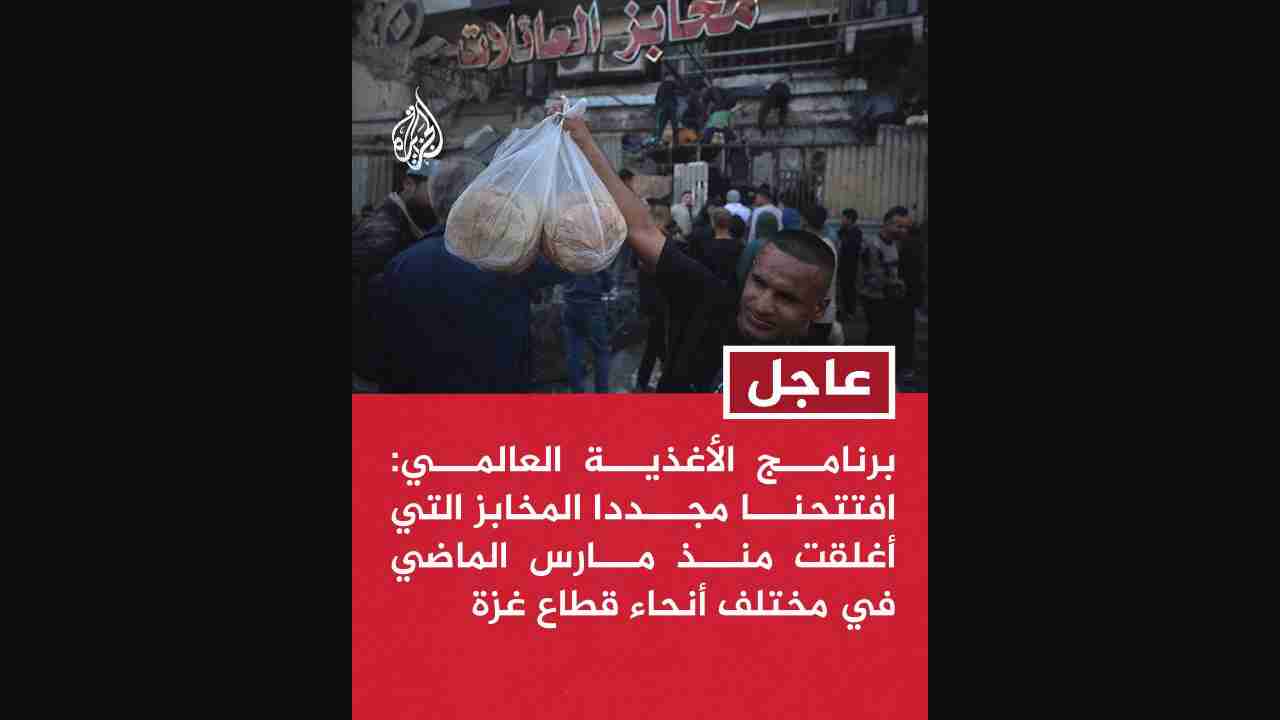 مخابز العائلات
الجزيرة
عاجل
برنامج الأغذية العالمي:
افتتحنا مجددا المخابز التي
أغلقت منذ مارس الماضي
في مختلف أنحاء قطاع غزة